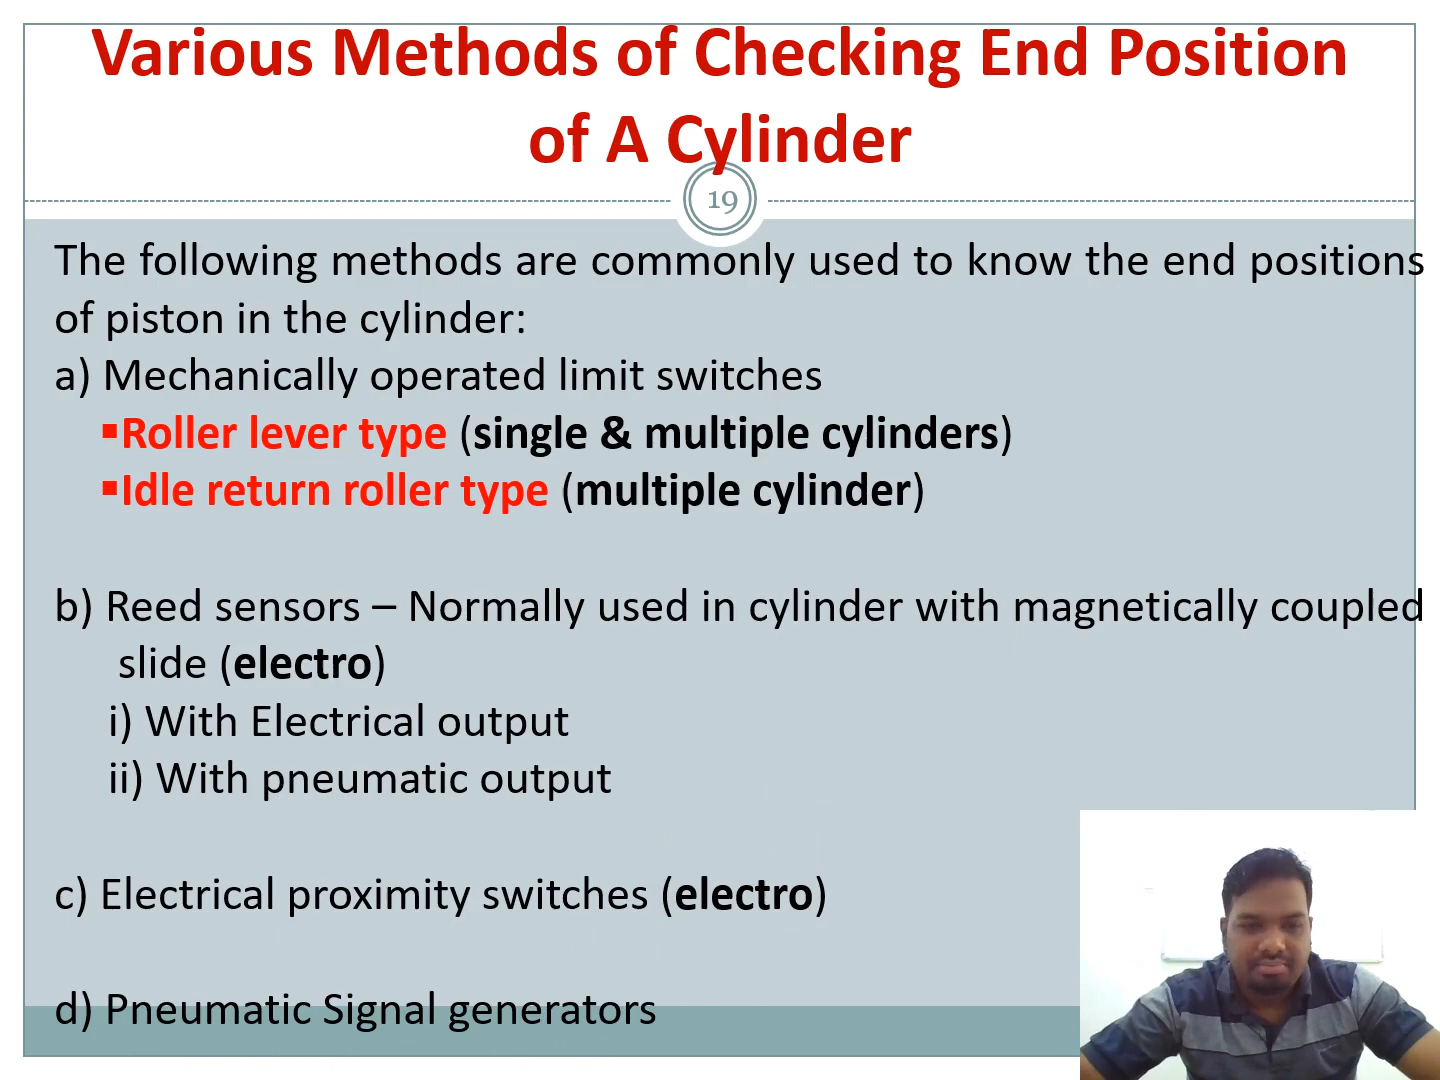 Various Methods of Checking End Position
of A Cylinder
19
The following methods are commonly used to know the end positions
of piston in the cylinder:
a) Mechanically operated limit switches
▪Roller lever type (single & multiple cylinders)
▪Idle return roller type (multiple cylinder)
b) Reed sensors – Normally used in cylinder with magnetically coupled
slide (electro)
i) With Electrical output
ii) With pneumatic output
c) Electrical proximity switches (electro)
d) Pneumatic Signal generators